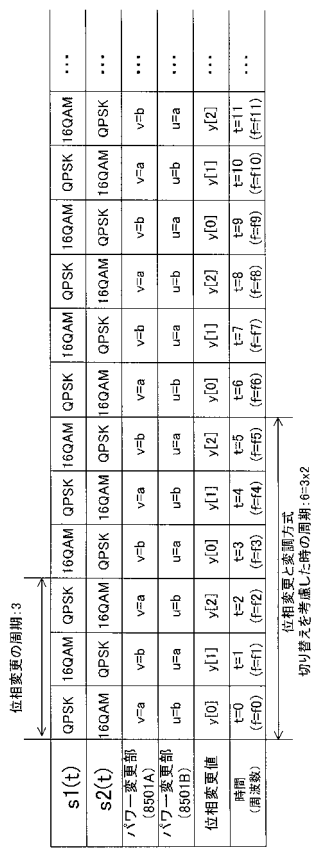 位相変更の周期:3
s1(t) QPSK 16QAM QPSK 16QAM QPSK 16QAM QPSK 16QAM QPSK 16QAM QPSK 16QAM ...
s2(t) 16QAM QPSK 16QAM QPSK 16QAM QPSK 16QAM QPSK 16QAM QPSK 16QAM QPSK ...
パワー変更部 (8501A) v=a v=b v=a v=b v=a v=b v=a v=b v=a v=b v=a v=b ...
パワー変更部 (8501B) u=b u=a u=b u=a u=b u=a u=b u=a u=b u=a u=b u=a ...
位相変更値 y[0] y[1] y[2] y[0] y[1] y[2] y[0] y[1] y[2] y[0] y[1] y[2] ...
時間 t=0 t=1 t=2 t=3 t=4 t=5 t=6 t=7 t=8 t=9 t=10 t=11 ...
(周波数) (f=f0) (f=f1) (f=f2) (f=f3) (f=f4) (f=f5) (f=f6) (f=f7) (f=f8) (f=f9) (f=f10) (f=f11)
位相変更と変調方式
切り替えを考慮した時の周期:6=3x2